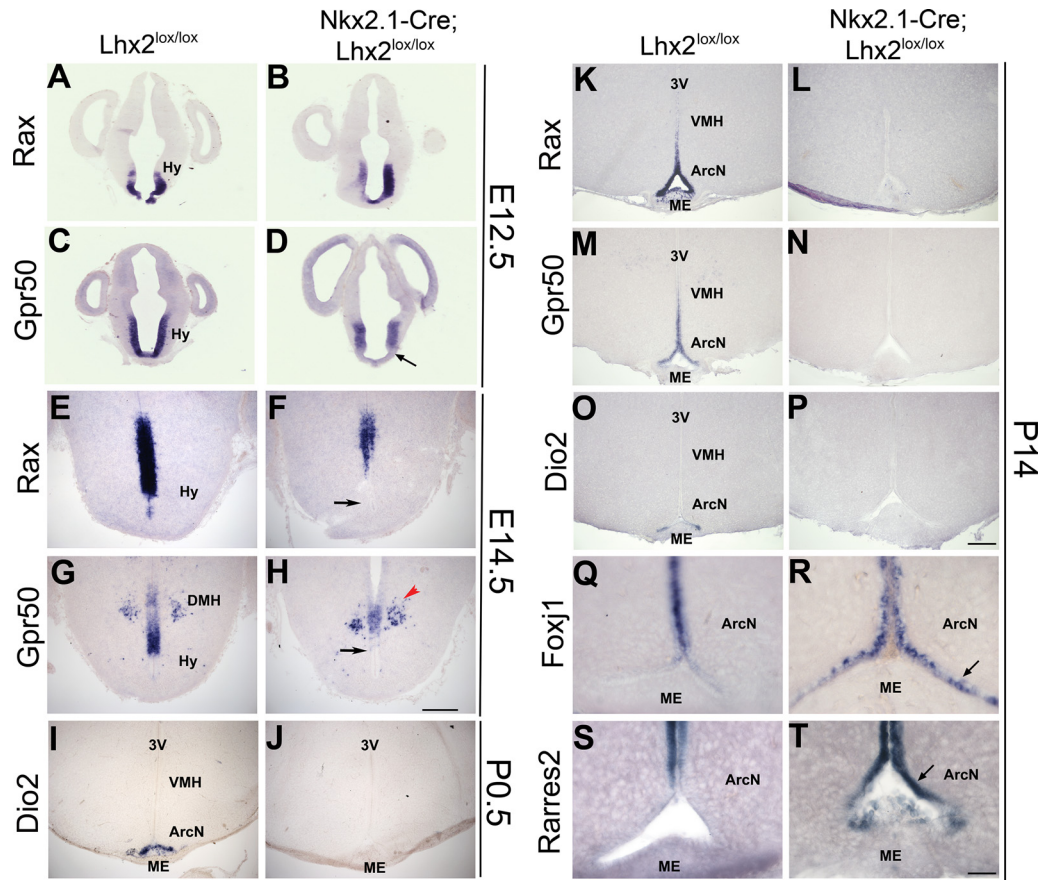 Lhx2lox/lox
Nkx2.1-Cre;
Lhx2lox/lox
A
B
Rax
Hy
C
D
Gpr50
Hy
E12.5
E
F
Rax
Hy
G
H
Gpr50
DMH
Hy
E14.5
I
J
Dio2
3V
VMH
ArcN
ME
3V
ME
P0.5
Lhx2lox/lox
Nkx2.1-Cre;
Lhx2lox/lox
K
L
Rax
3V
VMH
ArcN
ME
M
N
Gpr50
3V
VMH
ArcN
ME
O
P
Dio2
3V
VMH
ArcN
ME
Q
R
Foxj1
ArcN
ME
ArcN
ME
S
T
Rarres2
ArcN
ME
ArcN
ME
P14